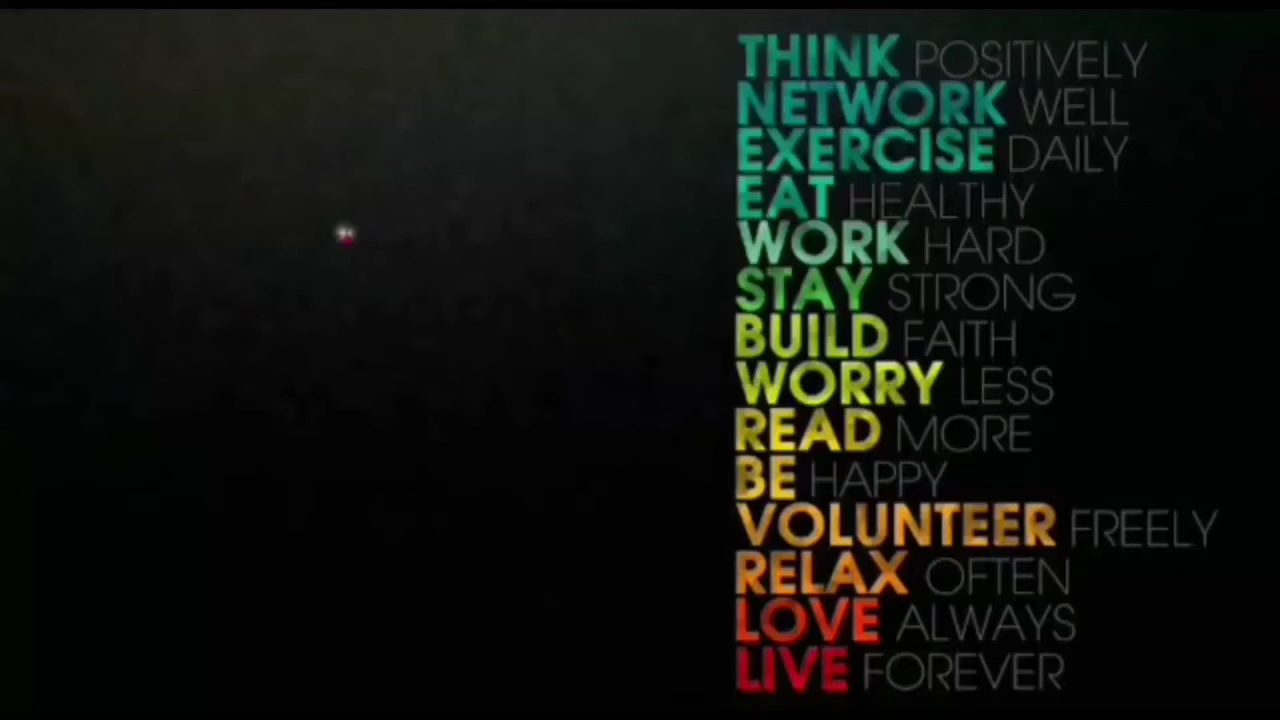 THINK POSITIVELY
NETWORK WELL
EXERCISE DAILY
EAT HEALTHY
WORK HARD
STAY STRONG
BUILD FAITH
WORRY LESS
READ MORE
BE HAPPY
VOLUNTEER FREELY
RELAX OFTEN
LOVE ALWAYS
LIVE FOREVER